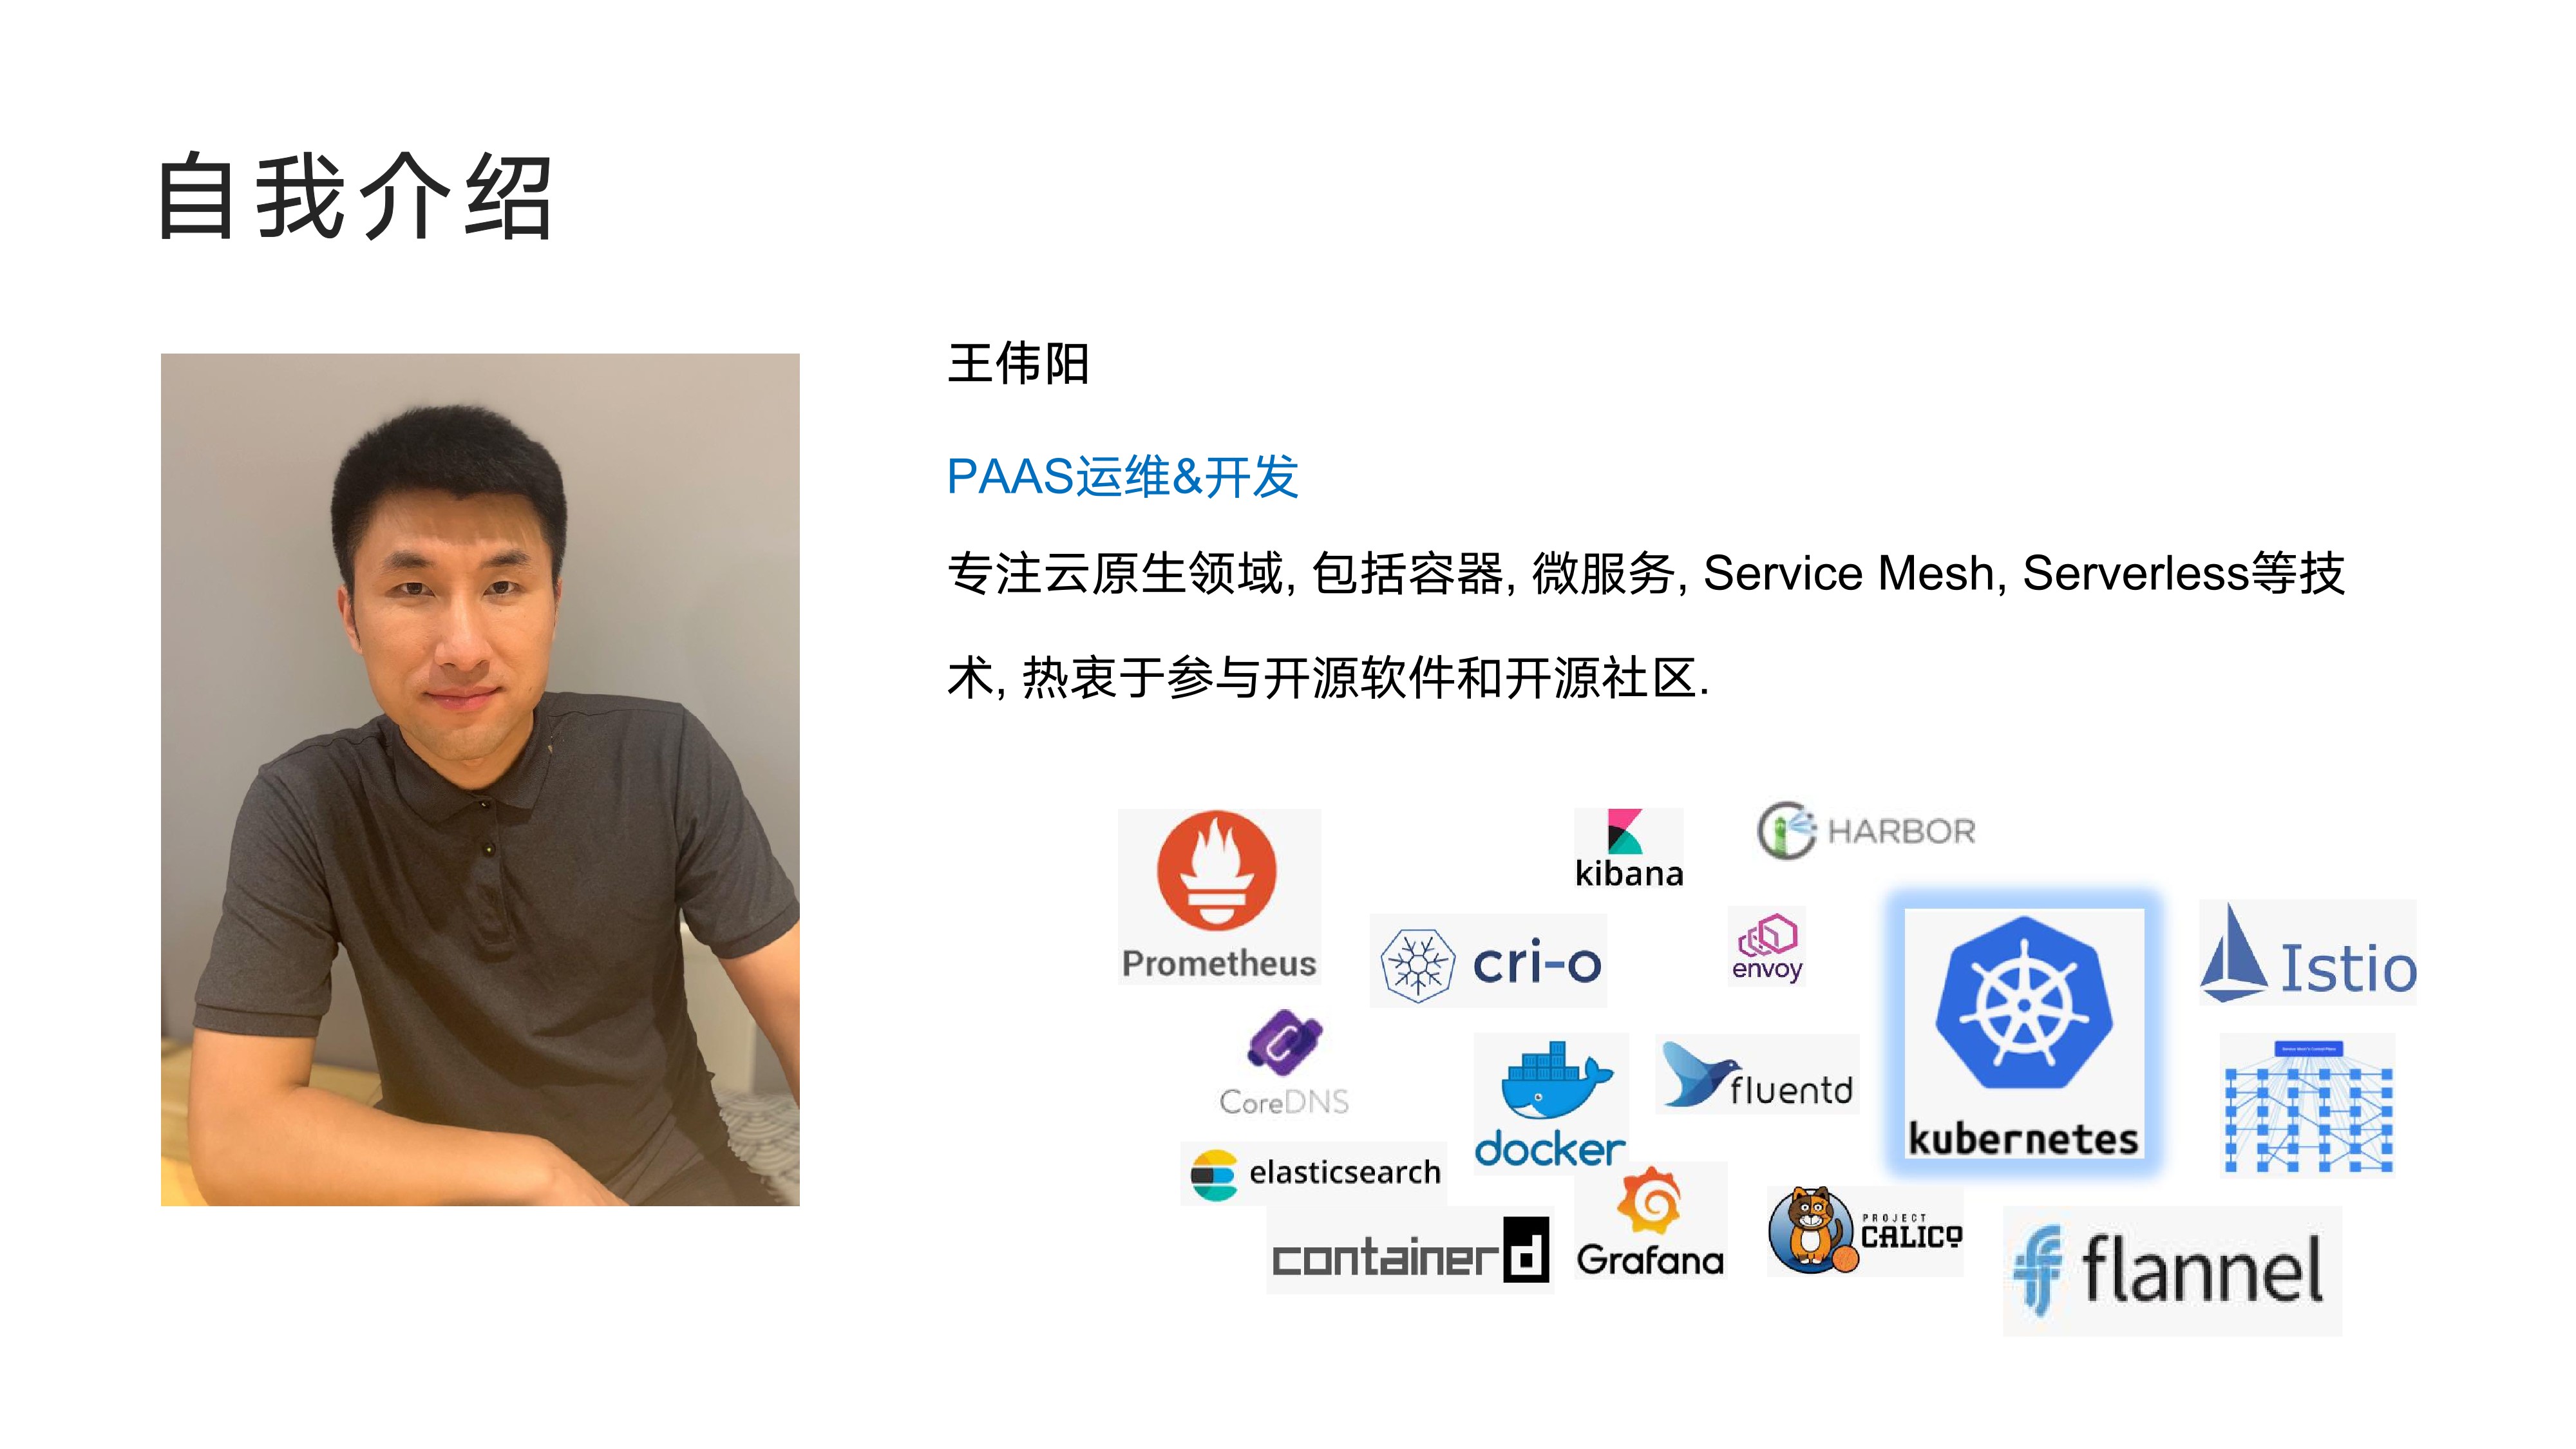 自我介绍
王伟阳
PAAS运维&开发
专注云原生领域, 包括容器, 微服务, Service Mesh, Serverless等技
术, 热衷于参与开源软件和开源社区.
Prometheus
kibana
HARBOR
cri-o
envoy
kubernetes
Istio
CoreDNS
docker
fluentd
elasticsearch
containerd
Grafana
PROJECT
CALICO
flannel